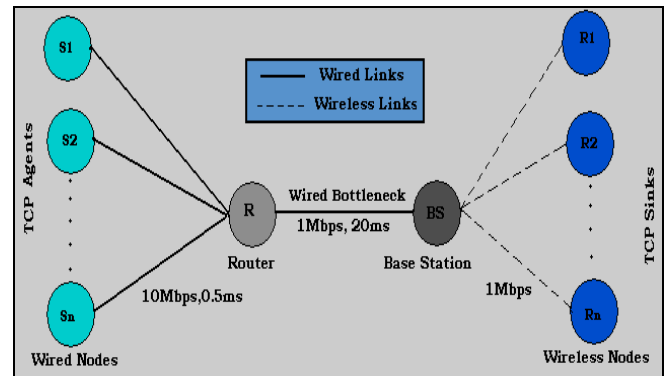 S1
R1
Wired Links
Wireless Links
TCP Agents
S2
R2
Wired Bottleneck
R
BS
1Mbps, 20ms
Router
Base Station
TCP Sinks
10Mbps,0.5ms
1Mbps
Sn
Rn
Wired Nodes
Wireless Nodes